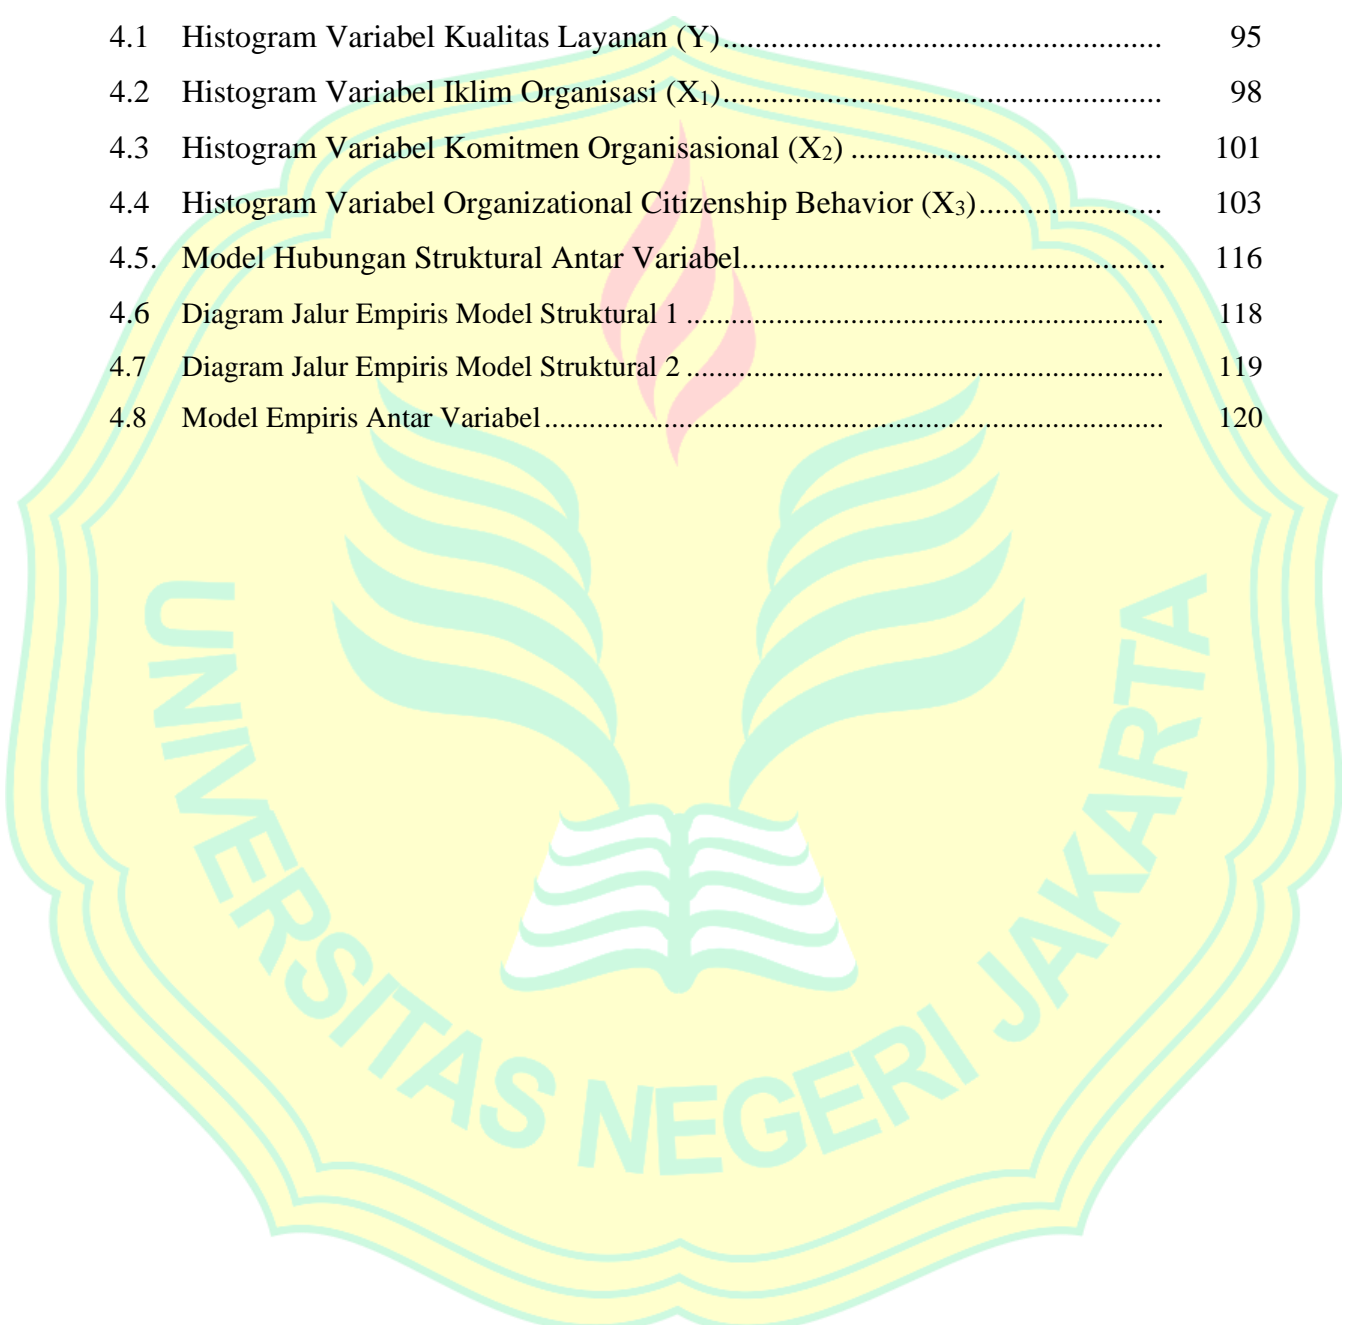 4.1 Histogram Variabel Kualitas Layanan (Y)....................................................... 95
4.2 Histogram Variabel Iklim Organisasi (X₁)....................................................... 98
4.3 Histogram Variabel Komitmen Organisasional (X₂) ....................................... 101
4.4 Histogram Variabel Organizational Citizenship Behavior (X₃)....................... 103
4.5. Model Hubungan Struktural Antar Variabel..................................................... 116
4.6 Diagram Jalur Empiris Model Struktural 1 ................................................................ 118
4.7 Diagram Jalur Empiris Model Struktural 2 ................................................................ 119
4.8 Model Empiris Antar Variabel................................................................................... 120
UNIVERSITAS NEGERI JAKARTA